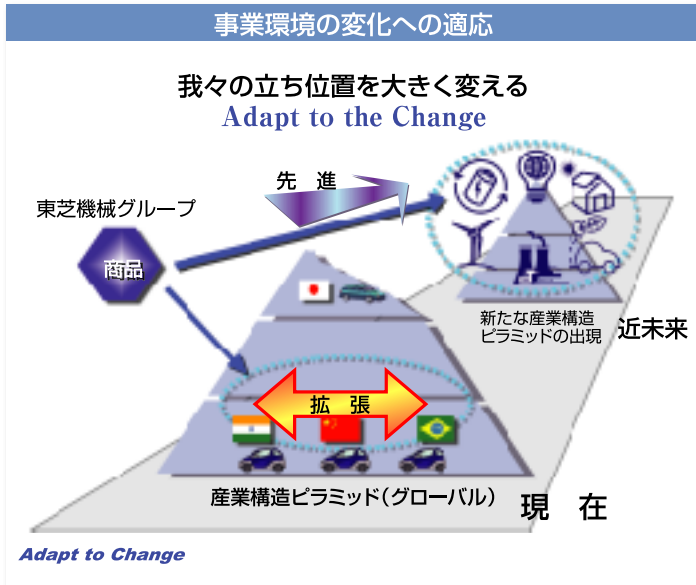 事業環境の変化への適応
我々の立ち位置を大きく変える
Adapt to the Change
先 進
東芝機械グループ
商品
新たな産業構造
ピラミッドの出現
近未来
拡 張
産業構造ピラミッド(グローバル)
現 在
Adapt to Change